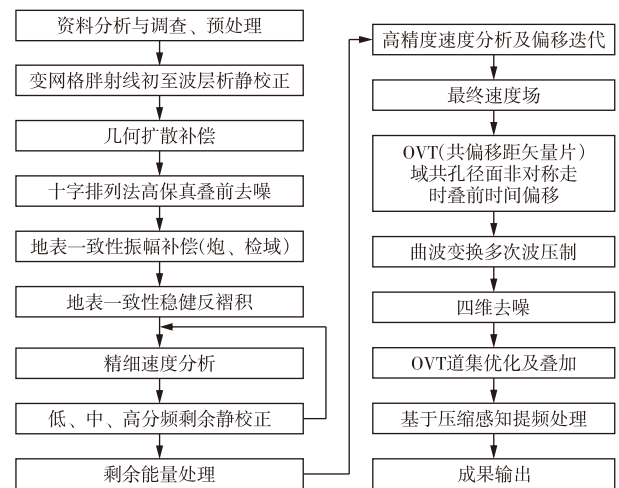 资料分析与调查、预处理
变网格胖射线初至波层析静校正
几何扩散补偿
十字排列法高保真叠前去噪
地表一致性振幅补偿(炮、检域)
地表一致性稳健反褶积
精细速度分析
低、中、高分频剩余静校正
剩余能量处理
高精度速度分析及偏移迭代
最终速度场
OVT(共偏移距矢量片)
域共孔径面非对称走
时叠前时间偏移
曲波变换多次波压制
四维去噪
OVT道集优化及叠加
基于压缩感知提频处理
成果输出